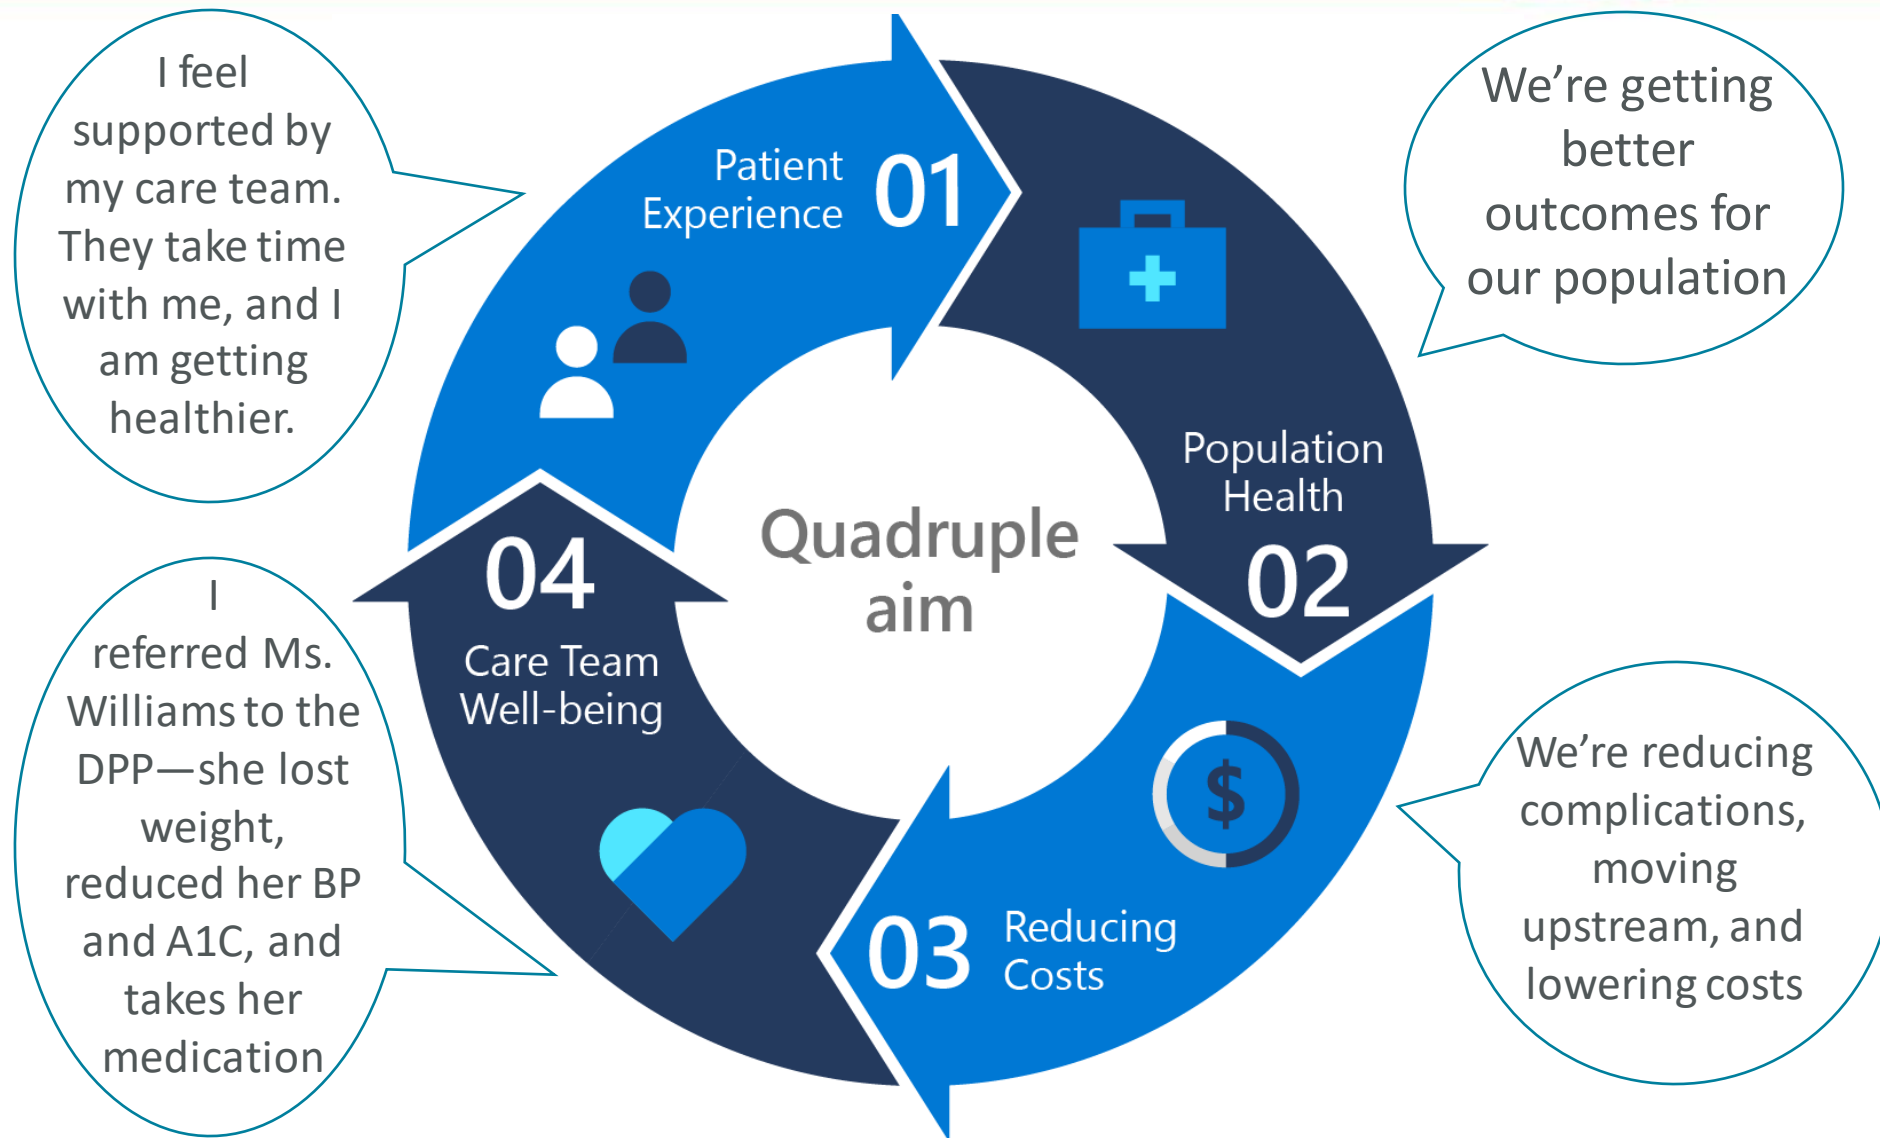 I feel
supported by
my care team.
They take time
with me, and I
am getting
healthier.
Patient
Experience
01
We're getting
better
outcomes for
our population
Population
Health
02
Quadruple
aim
04
Care Team
Well-being
I
referred Ms.
Williams to the
DPP—she lost
weight,
reduced her BP
and A1C, and
takes her
medication
$
03
Reducing
Costs
We're reducing
complications,
moving
upstream, and
lowering costs